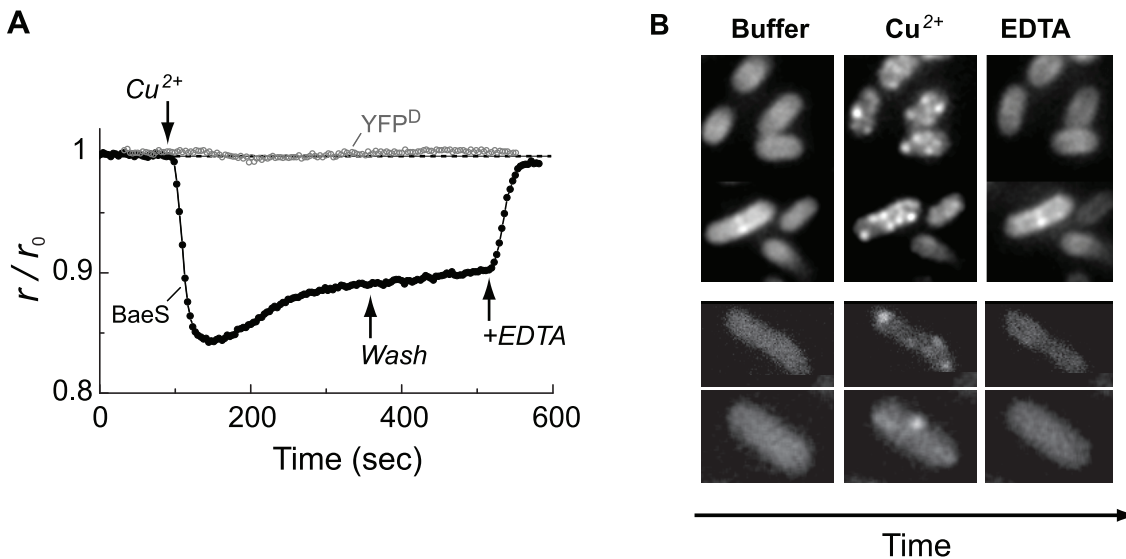 A
Cu²⁺
YFPᴰ
1
r / r₀
0.9
BaeS
Wash
+EDTA
0.8
0
200
400
600
Time (sec)
B
Buffer
Cu²⁺
EDTA
Time